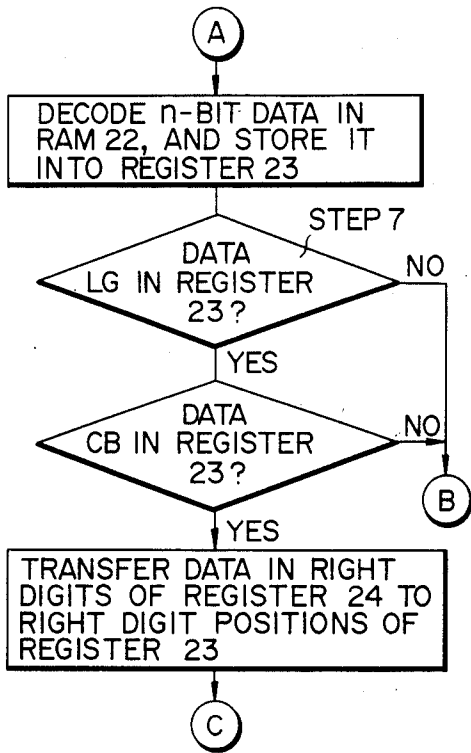 A
DECODE n-BIT DATA IN
RAM 22, AND STORE IT
INTO REGISTER 23
STEP 7
DATA
LG IN REGISTER
23?
NO
YES
DATA
CB IN REGISTER
23?
NO
B
YES
TRANSFER DATA IN RIGHT
DIGITS OF REGISTER 24 TO
RIGHT DIGIT POSITIONS OF
REGISTER 23
C